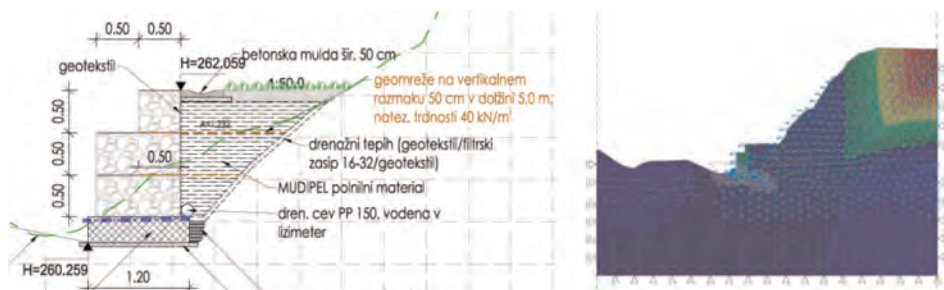 0.50
0.50
H=262.059
betonska mulda šir. 50 cm
geotekstil
1:50.0
geomreže na vertikalnem
razmaku 50 cm v dolžini 5.0 m;
natez. trdnosti 40 kN/m'
0.50
0.50
0.50
0.50
drenažni tepih (geotekstil/filtrski
zasip 16-32/geotekstil)
MUDIPEL polnilni material
dren. cev PP 150, vodena v
lizimeter
H=260.259
1.20